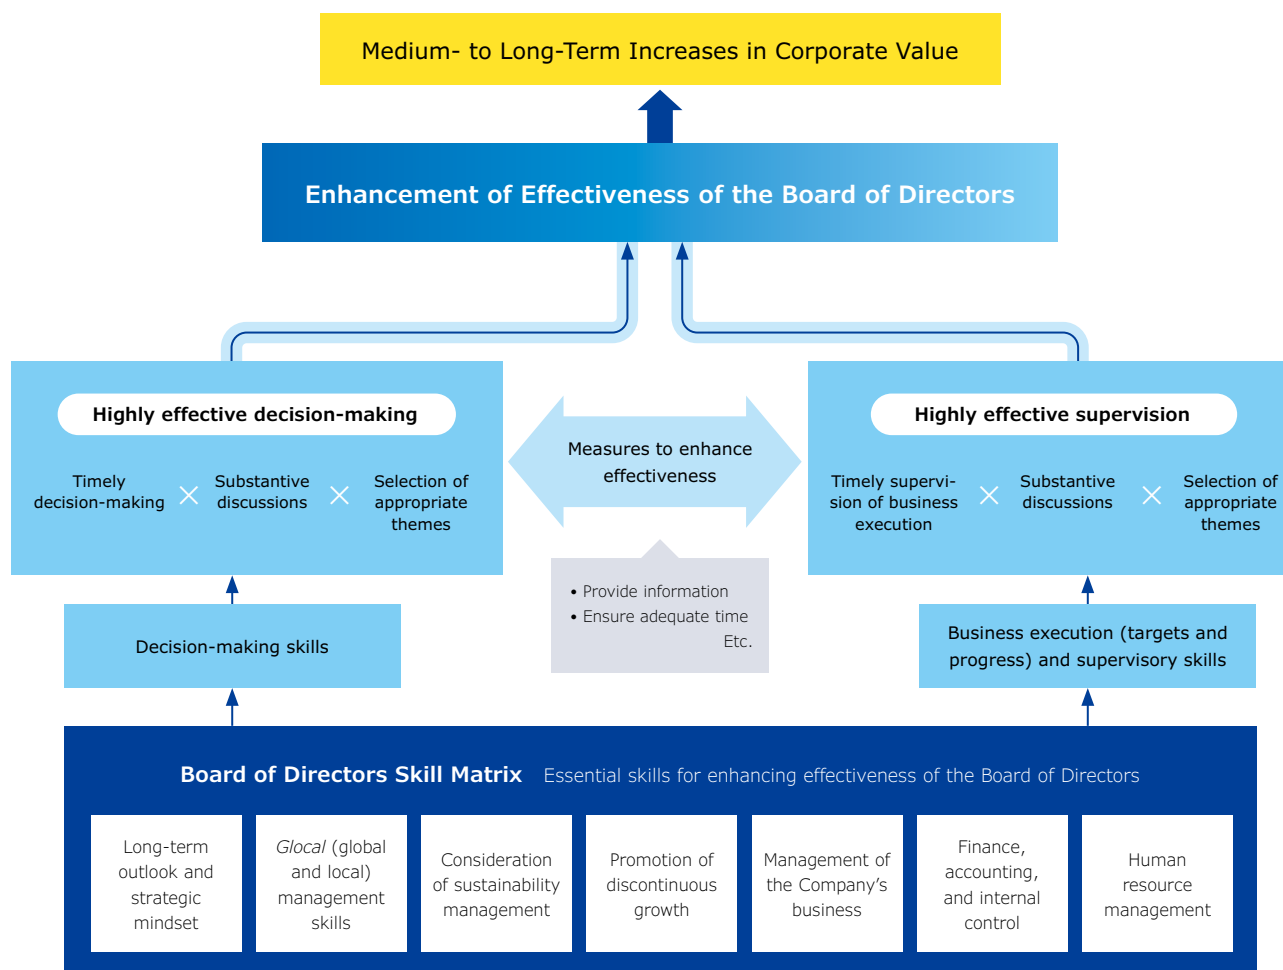 Medium- to Long-Term Increases in Corporate Value
Enhancement of Effectiveness of the Board of Directors
Highly effective decision-making
Timely
decision-making
×
Substantive
discussions
×
Selection of
appropriate
themes
Measures to enhance
effectiveness
• Provide information
• Ensure adequate time
Etc.
Highly effective supervision
Timely supervi-
sion of business
execution
×
Substantive
discussions
×
Selection of
appropriate
themes
Decision-making skills
Business execution (targets and
progress) and supervisory skills
Board of Directors Skill Matrix Essential skills for enhancing effectiveness of the Board of Directors
Long-term
outlook and
strategic
mindset
Glocal (global
and local)
management
skills
Consideration
of sustainability
management
Promotion of
discontinuous
growth
Management of
the Company’s
business
Finance,
accounting,
and internal
control
Human
resource
management